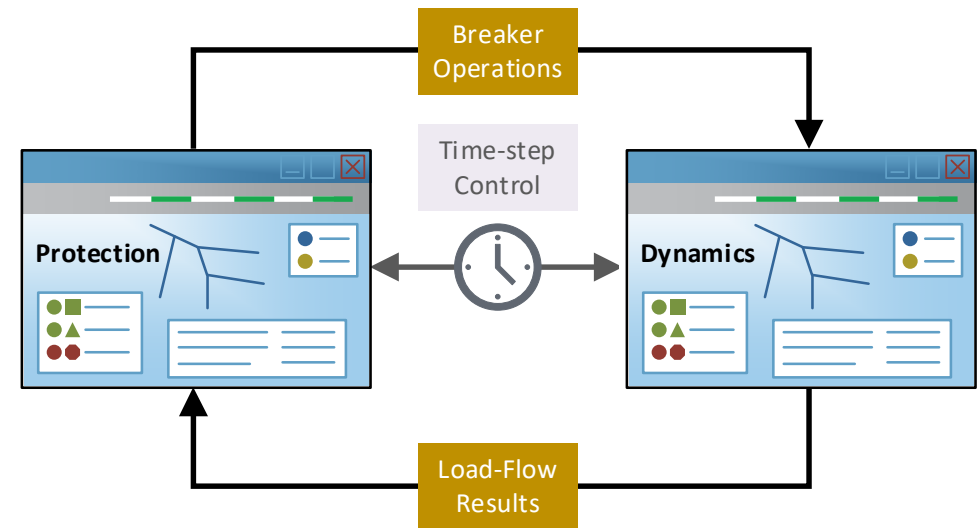 Breaker
Operations
Time-step
Control
Protection
Dynamics
Load-Flow
Results